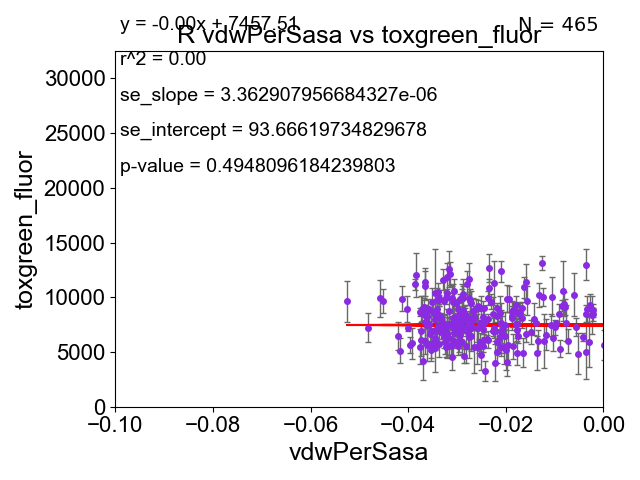 y = -0.00x + 7457.51
N = 465
R vdwPerSasa vs toxgreen_fluor
r^2 = 0.00
se_slope = 3.362907956684327e-06
se_intercept = 93.66619734829678
p-value = 0.4948096184239803
toxgreen_fluor
30000
25000
20000
15000
10000
5000
0
−0.10 −0.08 −0.06 −0.04 −0.02 0.00
vdwPerSasa